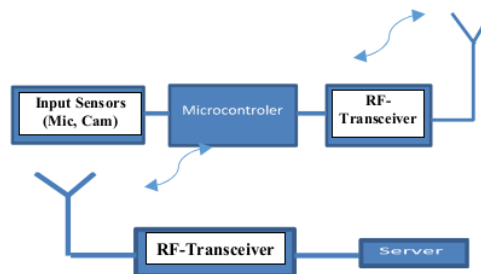 Input Sensors
(Mic, Cam)
Microcontroler
RF-
Transceiver
RF-Transceiver
Server